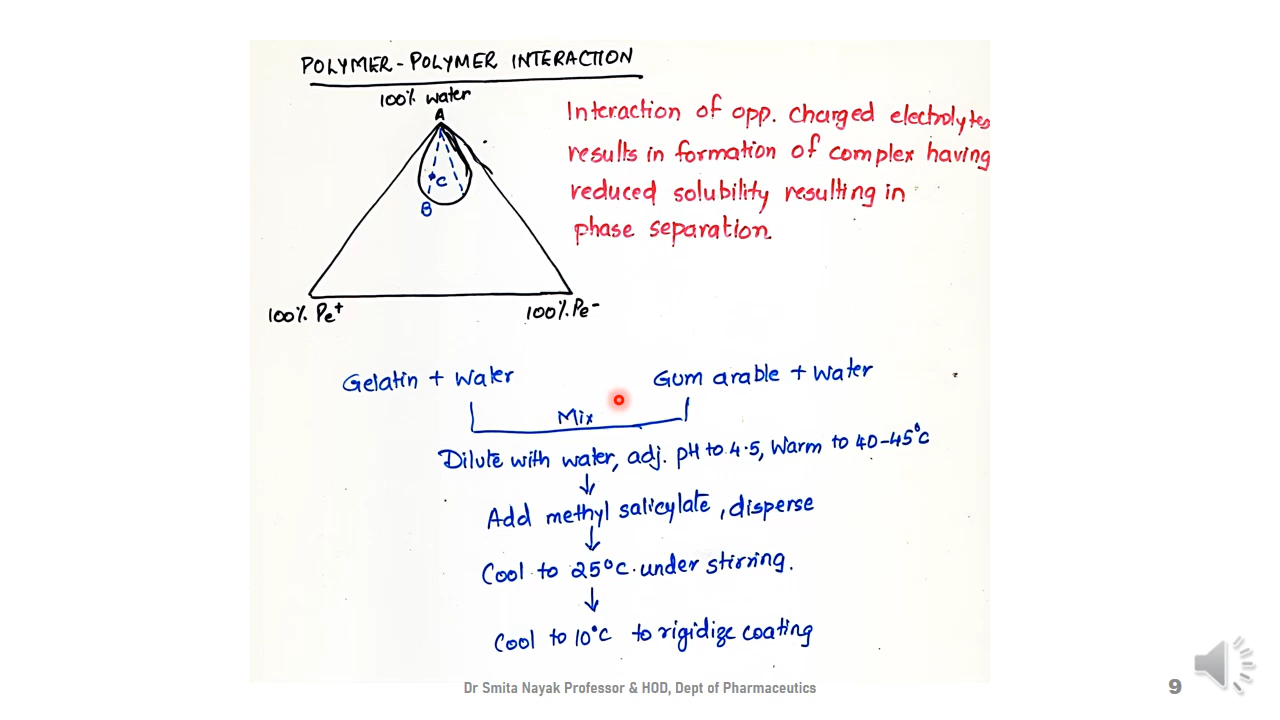 POLYMER-POLYMER INTERACTION
100% water
A
C
B
100% Pe+
100% Pe-
Interaction of opp. charged electrolytes
results in formation of complex having
reduced solubility resulting in
phase separation.
Gelatin + Water
Gum arable + Water
Mix
Dilute with water, adj. pH to 4.5, Warm to 40-45°C
Add methyl salicylate, disperse
Cool to 25°C. under stirring.
Cool to 10°C to rigidize coating
Dr Smita Nayak Professor & HOD, Dept of Pharmaceutics
9